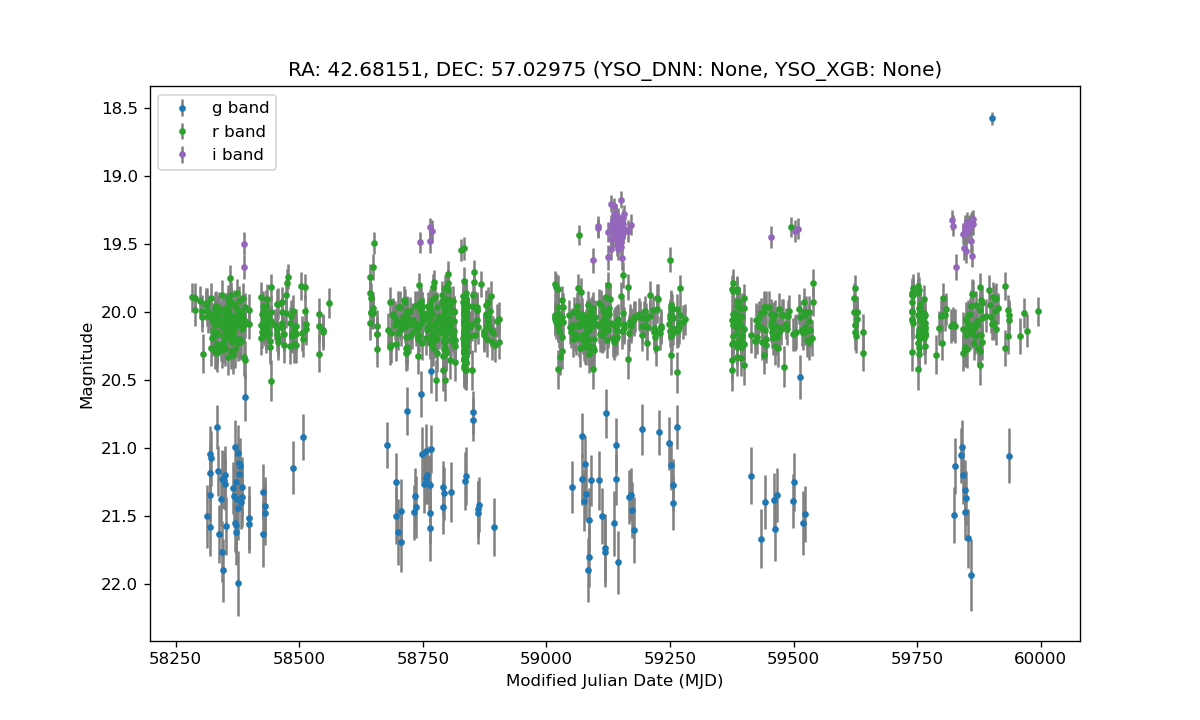 RA: 42.68151, DEC: 57.02975 (YSO_DNN: None, YSO_XGB: None)
g band
r band
i band
18.5
19.0
19.5
20.0
20.5
21.0
21.5
22.0
Magnitude
58250 58500 58750 59000 59250 59500 59750 60000
Modified Julian Date (MJD)